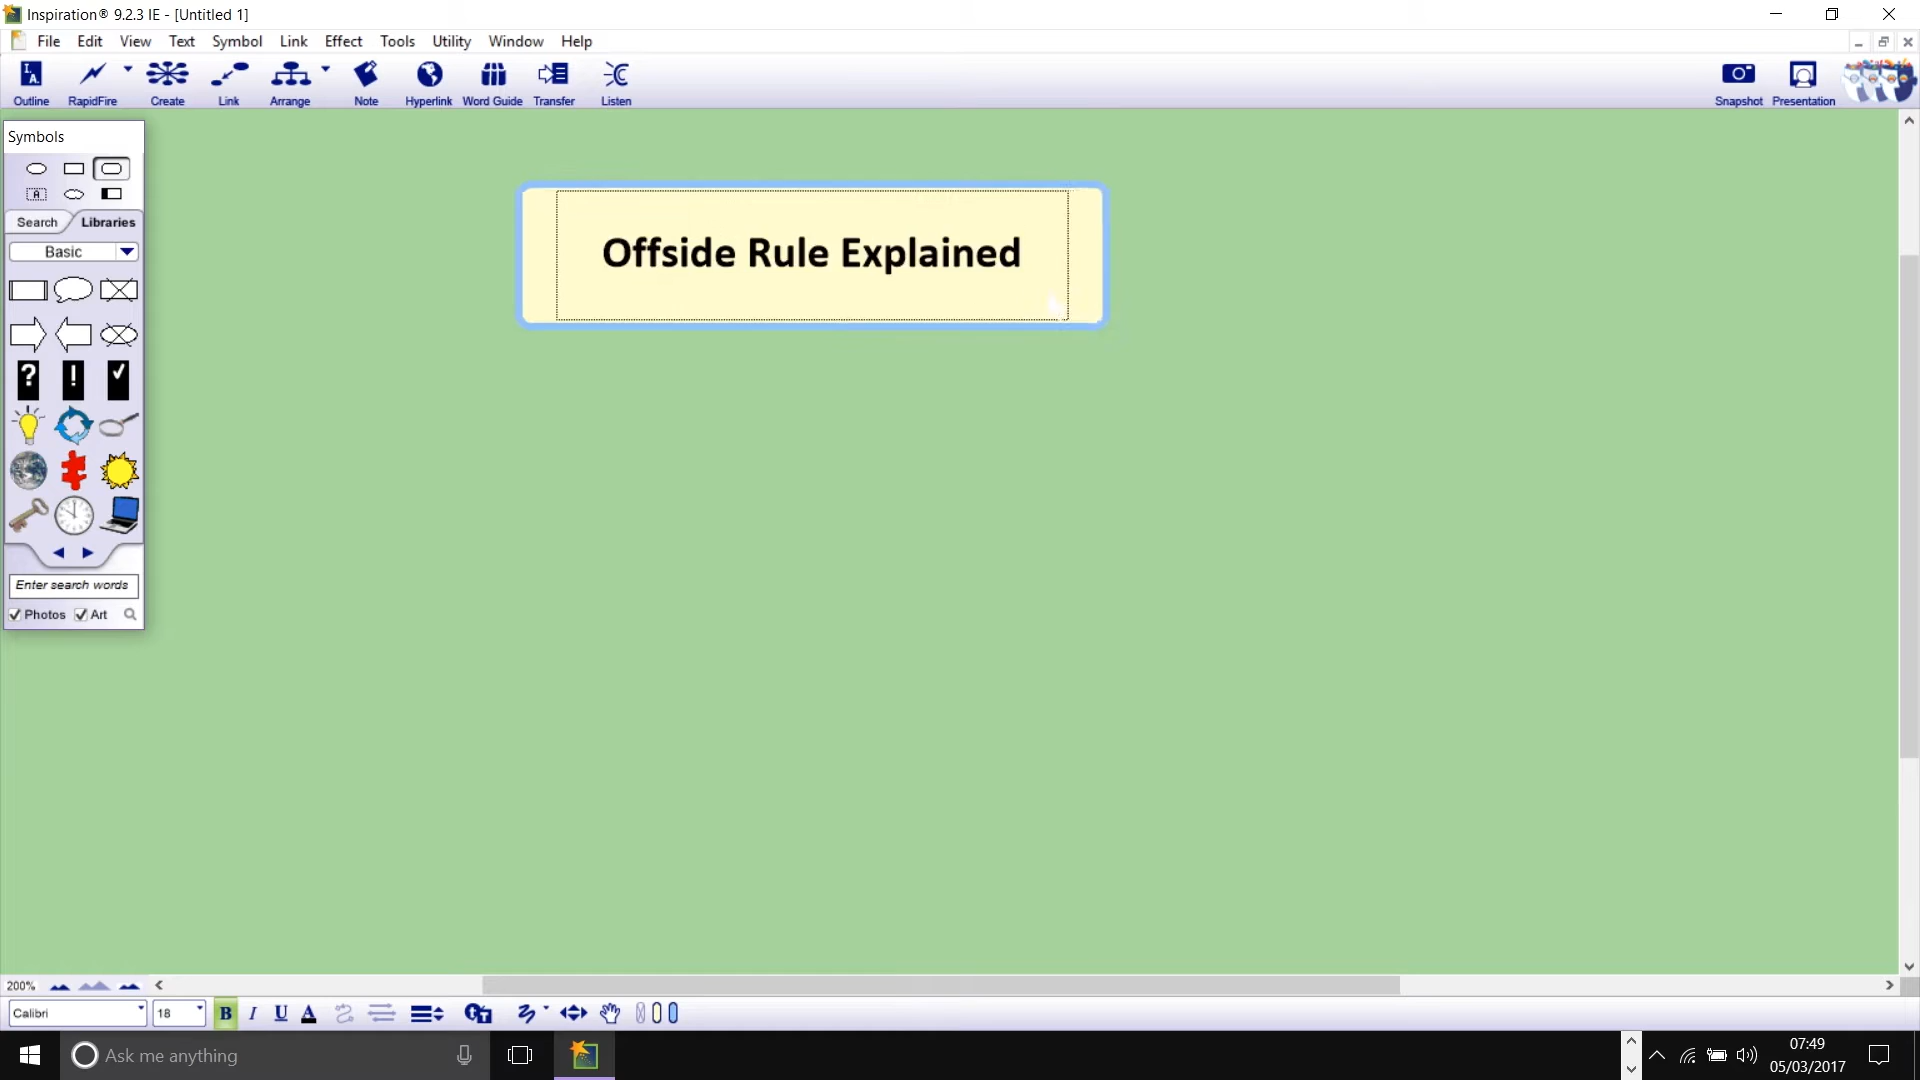 Inspiration® 9.2.3 IE - [Untitled 1]
File Edit View Text Symbol Link Effect Tools Utility Window Help
Outline RapidFire Create Link Arrange Note Hyperlink Word Guide Transfer Listen Snapshot Presentation
Symbols
A
Search Libraries
Basic
? !
Enter search words
Photos Art
Offside Rule Explained
200%
Calibri 18 B I U A
Ask me anything
07:49
05/03/2017